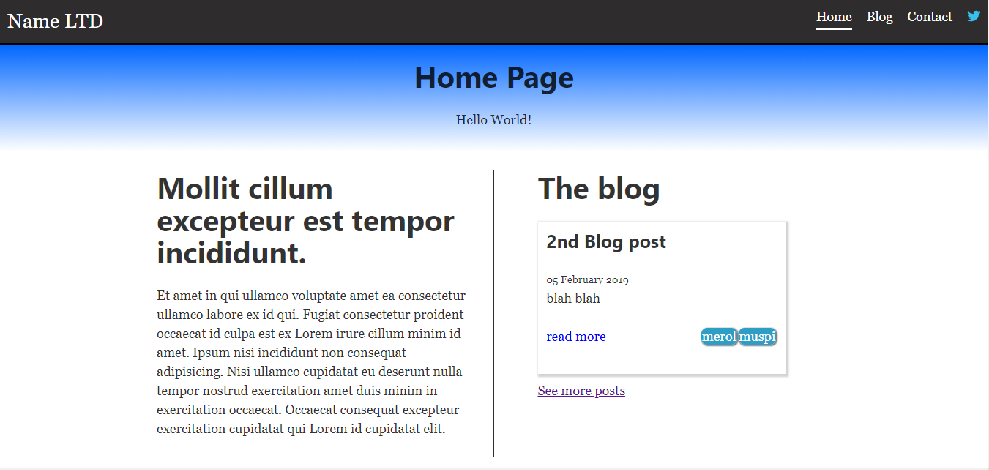 Name LTD
Home Blog Contact
Home Page
Hello World!
Mollit cillum
excepteur est tempor
incididunt.
Et amet in qui ullamco voluptate amet ea consectetur
ullamco labore ex id qui. Fugiat consectetur proident
occaecat id culpa est ex Lorem irure cillum minim id
amet. Ipsum nisi incididunt non consequat
adipisicing. Nisi ullamco cupidatat eu deserunt nulla
tempor nostrud exercitation amet duis minim in
exercitation occaecat. Occaecat consequat excepteur
exercitation cupidatat qui Lorem id cupidatat elit.
The blog
2nd Blog post
05 February 2019
blah blah
read more merol muspi
See more posts